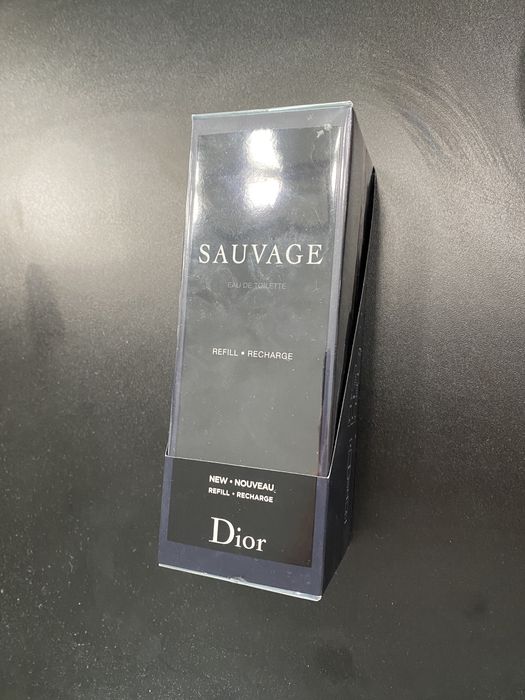 SAUVAGE
EAU DE TOILETTE
REFILL • RECHARGE
NEW • NOUVEAU
REFILL • RECHARGE
Dior